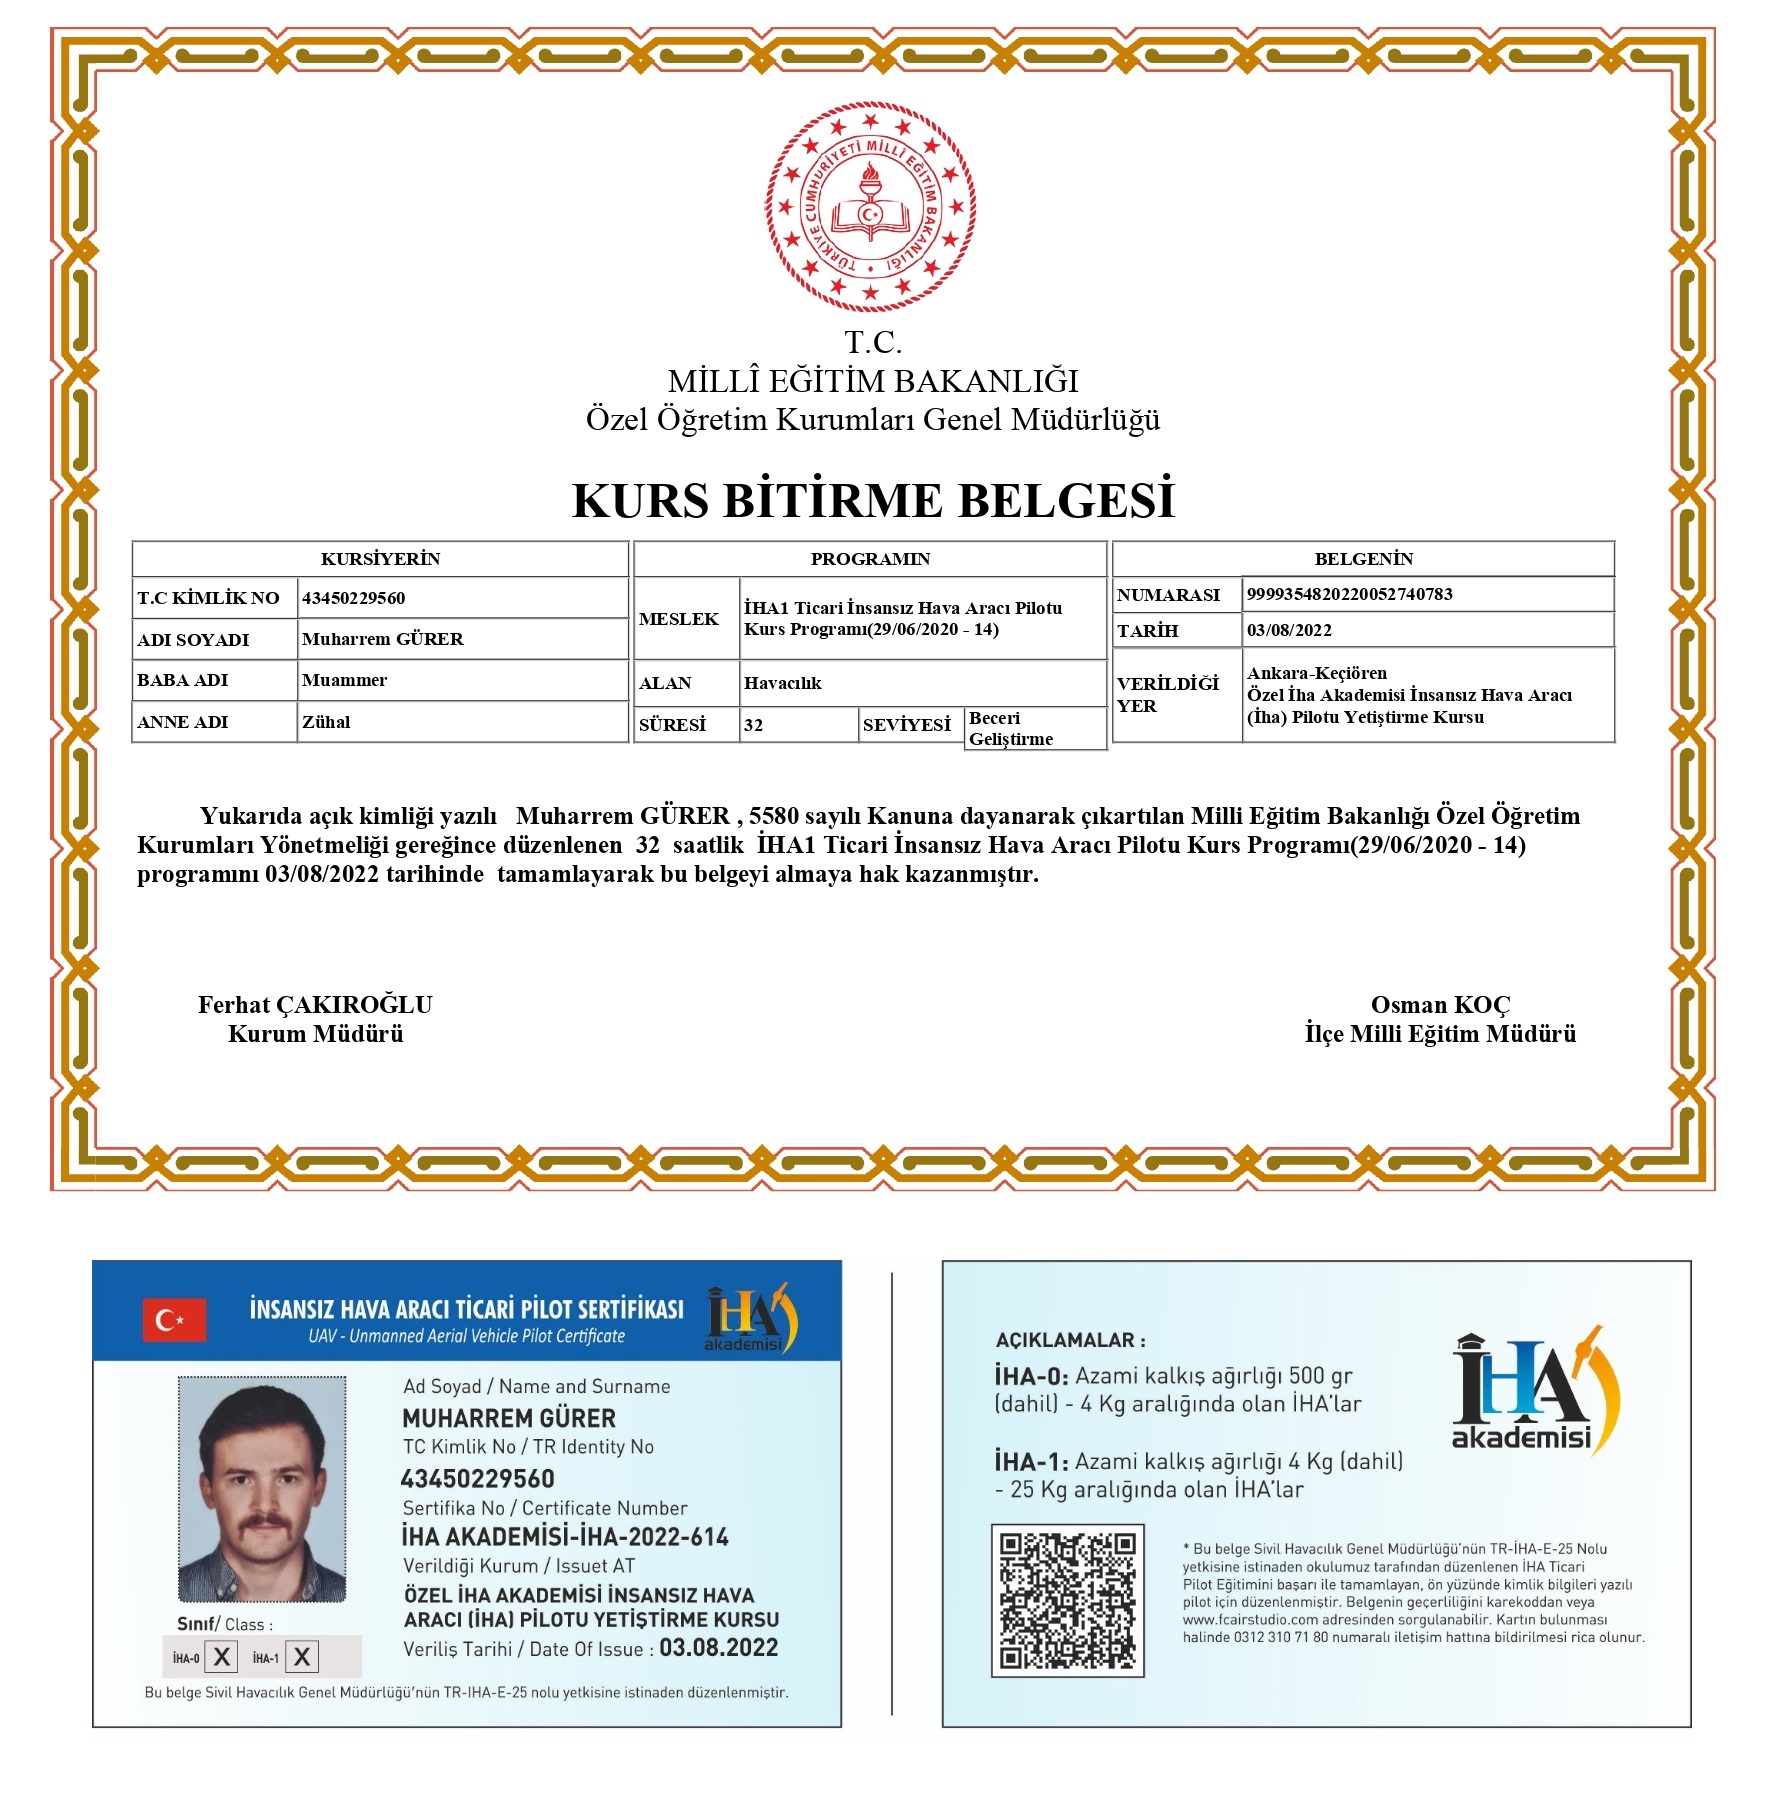 TÜRKİYE CUMHURİYETİ MİLLİ EĞİTİM BAKANLIĞI
T.C.
MİLLÎ EĞİTİM BAKANLIĞI
Özel Öğretim Kurumları Genel Müdürlüğü
KURS BİTİRME BELGESİ
KURSİYERİN
T.C KİMLİK NO 43450229560
ADI SOYADI Muharrem GÜRER
BABA ADI Muammer
ANNE ADI Zühal
PROGRAMIN
MESLEK İHA1 Ticari İnsansız Hava Aracı Pilotu
Kurs Programı(29/06/2020 - 14)
ALAN Havacılık
SÜRESİ 32 SEVİYESİ Beceri
Geliştirme
BELGENİN
NUMARASI 9999354820220052740783
TARİH 03/08/2022
VERİLDİĞİ
YER
Ankara-Keçiören
Özel İha Akademisi İnsansız Hava Aracı
(İha) Pilotu Yetiştirme Kursu
Yukarıda açık kimliği yazılı Muharrem GÜRER , 5580 sayılı Kanuna dayanarak çıkartılan Milli Eğitim Bakanlığı Özel Öğretim
Kurumları Yönetmeliği gereğince düzenlenen 32 saatlik İHA1 Ticari İnsansız Hava Aracı Pilotu Kurs Programı(29/06/2020 - 14)
programını 03/08/2022 tarihinde tamamlayarak bu belgeyi almaya hak kazanmıştır.
Ferhat ÇAKIROĞLU
Kurum Müdürü
Osman KOÇ
İlçe Milli Eğitim Müdürü
İNSANSIZ HAVA ARACI TİCARİ PİLOT SERTİFİKASI
UAV - Unmanned Aerial Vehicle Pilot Certificate
İHA
akademisi
Ad Soyad / Name and Surname
MUHARREM GÜRER
TC Kimlik No / TR Identity No
43450229560
Sertifika No / Certificate Number
İHA AKADEMİSİ-İHA-2022-614
Verildiği Kurum / Issuet AT
ÖZEL İHA AKADEMİSİ İNSANSIZ HAVA
ARACI (İHA) PİLOTU YETİŞTİRME KURSU
Veriliş Tarihi / Date Of Issue : 03.08.2022
Sınıf/ Class :
İHA-0 X İHA-1 X
Bu belge Sivil Havacılık Genel Müdürlüğü'nün TR-IHA-E-25 nolu yetkisine istinaden düzenlenmiştir.
AÇIKLAMALAR :
İHA-0: Azami kalkış ağırlığı 500 gr
(dahil) - 4 Kg aralığında olan İHA'lar
İHA-1: Azami kalkış ağırlığı 4 Kg (dahil)
- 25 Kg aralığında olan İHA'lar
İHA
akademisi
* Bu belge Sivil Havacılık Genel Müdürlüğü'nün TR-İHA-E-25 Nolu
yetkisine istinaden okulumuz tarafından düzenlenen İHA Ticari
Pilot Eğitimini başarı ile tamamlayan, ön yüzünde kimlik bilgileri yazılı
pilot için düzenlenmiştir. Belgenin geçerliliğini karekoddan veya
www.fcairstudio.com adresinden sorgulanabilir. Kartın bulunması
halinde 0312 310 71 80 numaralı iletişim hattına bildirilmesi rica olunur.